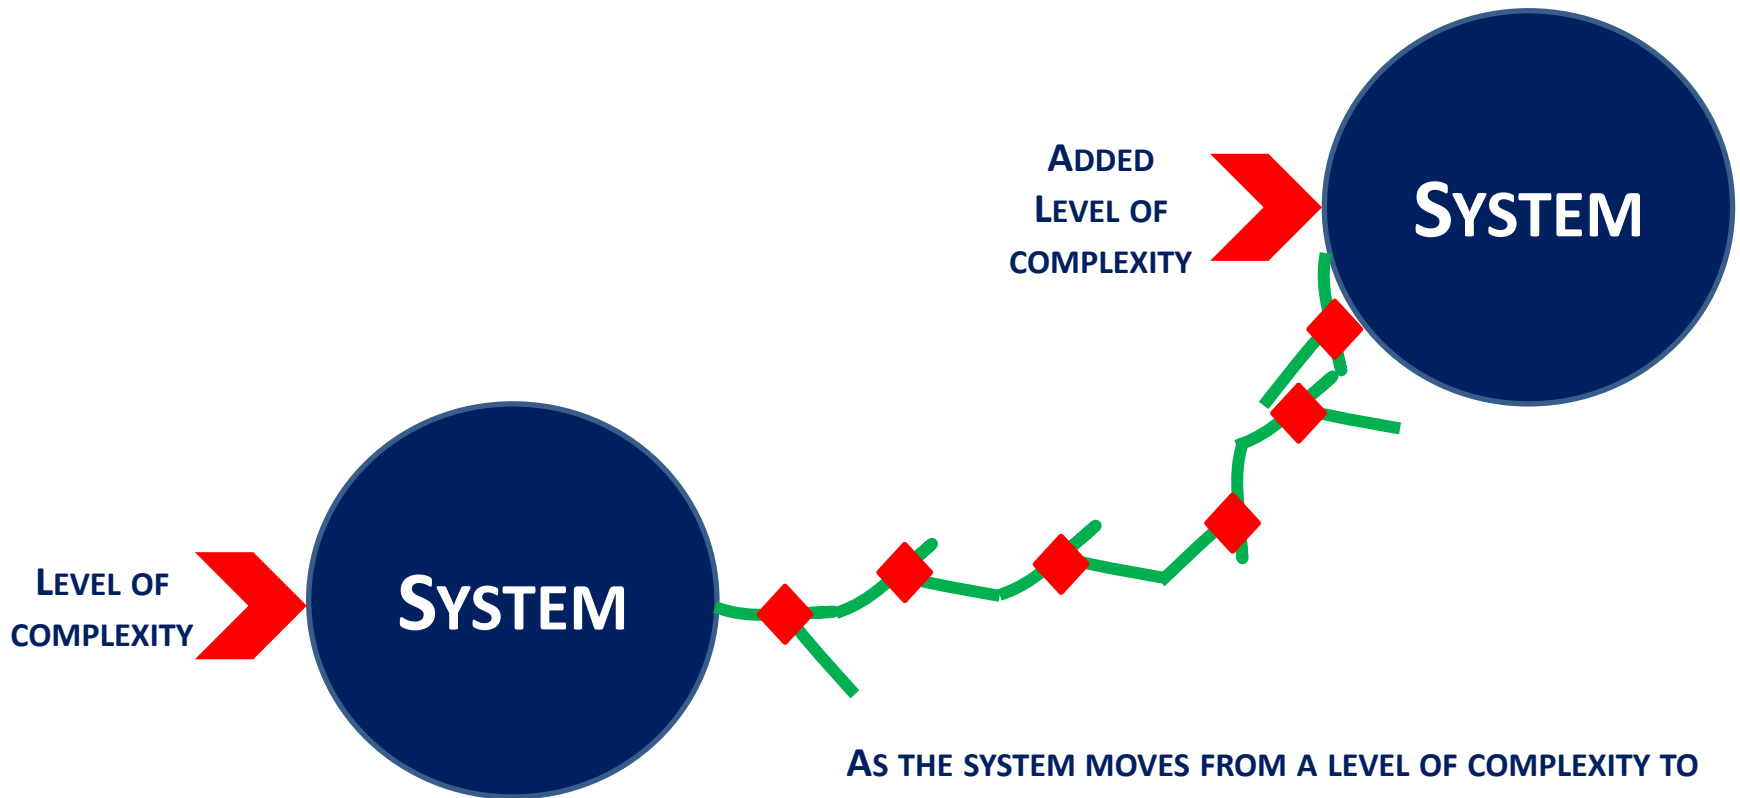 ADDED
LEVEL OF
COMPLEXITY
SYSTEM
LEVEL OF
COMPLEXITY
SYSTEM
AS THE SYSTEM MOVES FROM A LEVEL OF COMPLEXITY TO